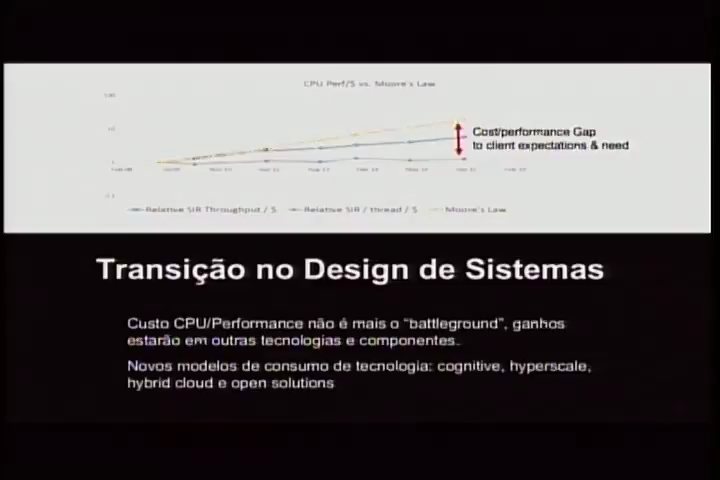 CPU Perf/$ vs. Moore's Law
Cost/performance Gap
to client expectations & need
Relative SIR Throughput / $
Relative SIR / thread / $
Moore's Law
Transição no Design de Sistemas
Custo CPU/Performance não é mais o “battleground”, ganhos
estarão em outras tecnologias e componentes.
Novos modelos de consumo de tecnologia: cognitive, hyperscale,
hybrid cloud e open solutions